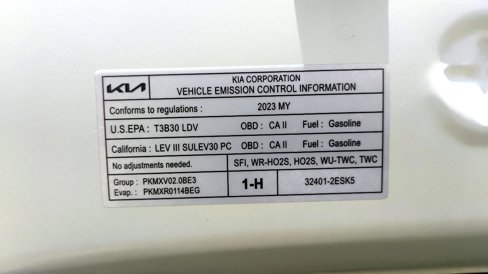 KIA
KIA CORPORATION
VEHICLE EMISSION CONTROL INFORMATION
Conforms to regulations : 2023 MY
U.S.EPA : T3B30 LDV OBD : CA II Fuel : Gasoline
California : LEV III SULEV30 PC OBD : CA II Fuel : Gasoline
No adjustments needed. SFI, WR-HO2S, HO2S, WU-TWC, TWC
Group : PKMXV02.0BE3
Evap. : PKMXR0114BEG
1-H 32401-2ESK5